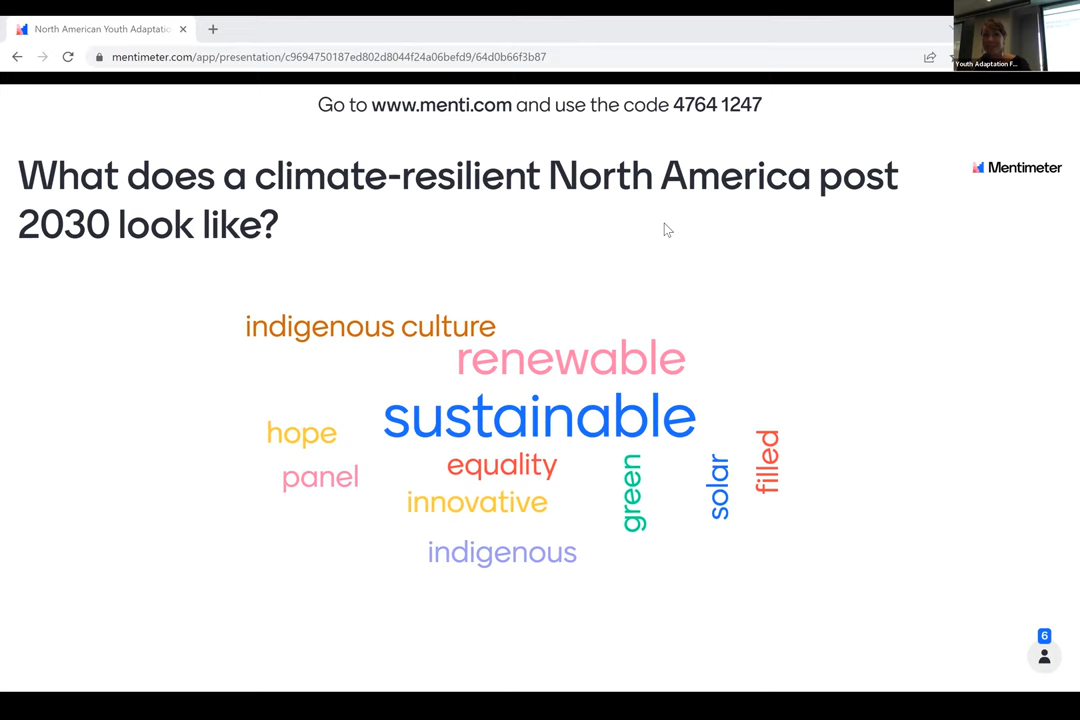 North American Youth Adaptatio
mentimeter.com/app/presentation/c9694750187ed802d8044f24a06befd9/64d0b66f3b87
Youth Adaptation F...
Go to www.menti.com and use the code 4764 1247
What does a climate-resilient North America post
2030 look like?
Mentimeter
indigenous culture
renewable
sustainable
hope
equality
panel
innovative
green
solar
filled
indigenous
6